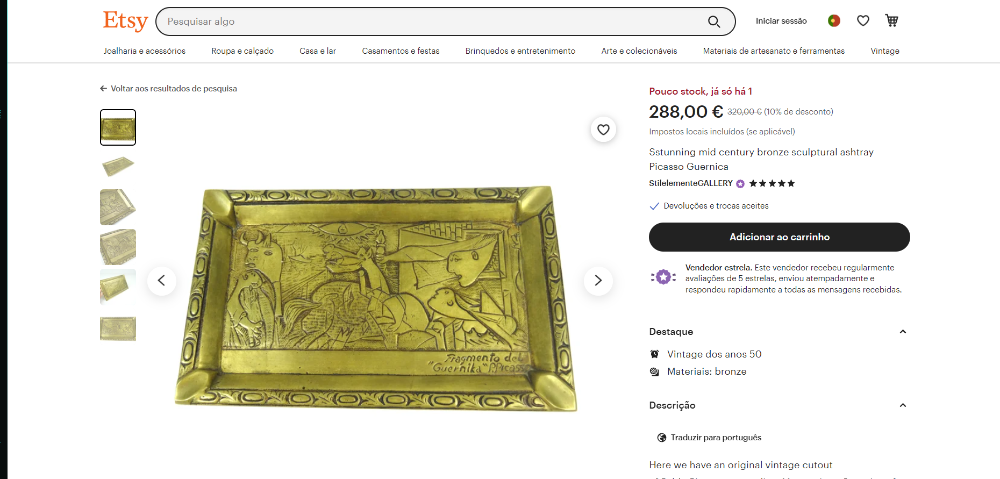 Etsy
Pesquisar algo
Iniciar sessão
Joalharia e acessórios
Roupa e calçado
Casa e lar
Casamentos e festas
Brinquedos e entretenimento
Arte e colecionáveis
Materiais de artesanato e ferramentas
Vintage
Voltar aos resultados de pesquisa
Fragmento del
"Guernika" P.Picasso
Pouco stock, já só há 1
288,00 € 320,00 € (10% de desconto)
Impostos locais incluídos (se aplicável)
Sstunning mid century bronze sculptural ashtray
Picasso Guernica
StilelementeGALLERY
Devoluções e trocas aceites
Adicionar ao carrinho
Vendedor estrela. Este vendedor recebeu regularmente
avaliações de 5 estrelas, enviou atempadamente e
respondeu rapidamente a todas as mensagens recebidas.
Destaque
Vintage dos anos 50
Materiais: bronze
Descrição
Traduzir para português
Here we have an original vintage cutout